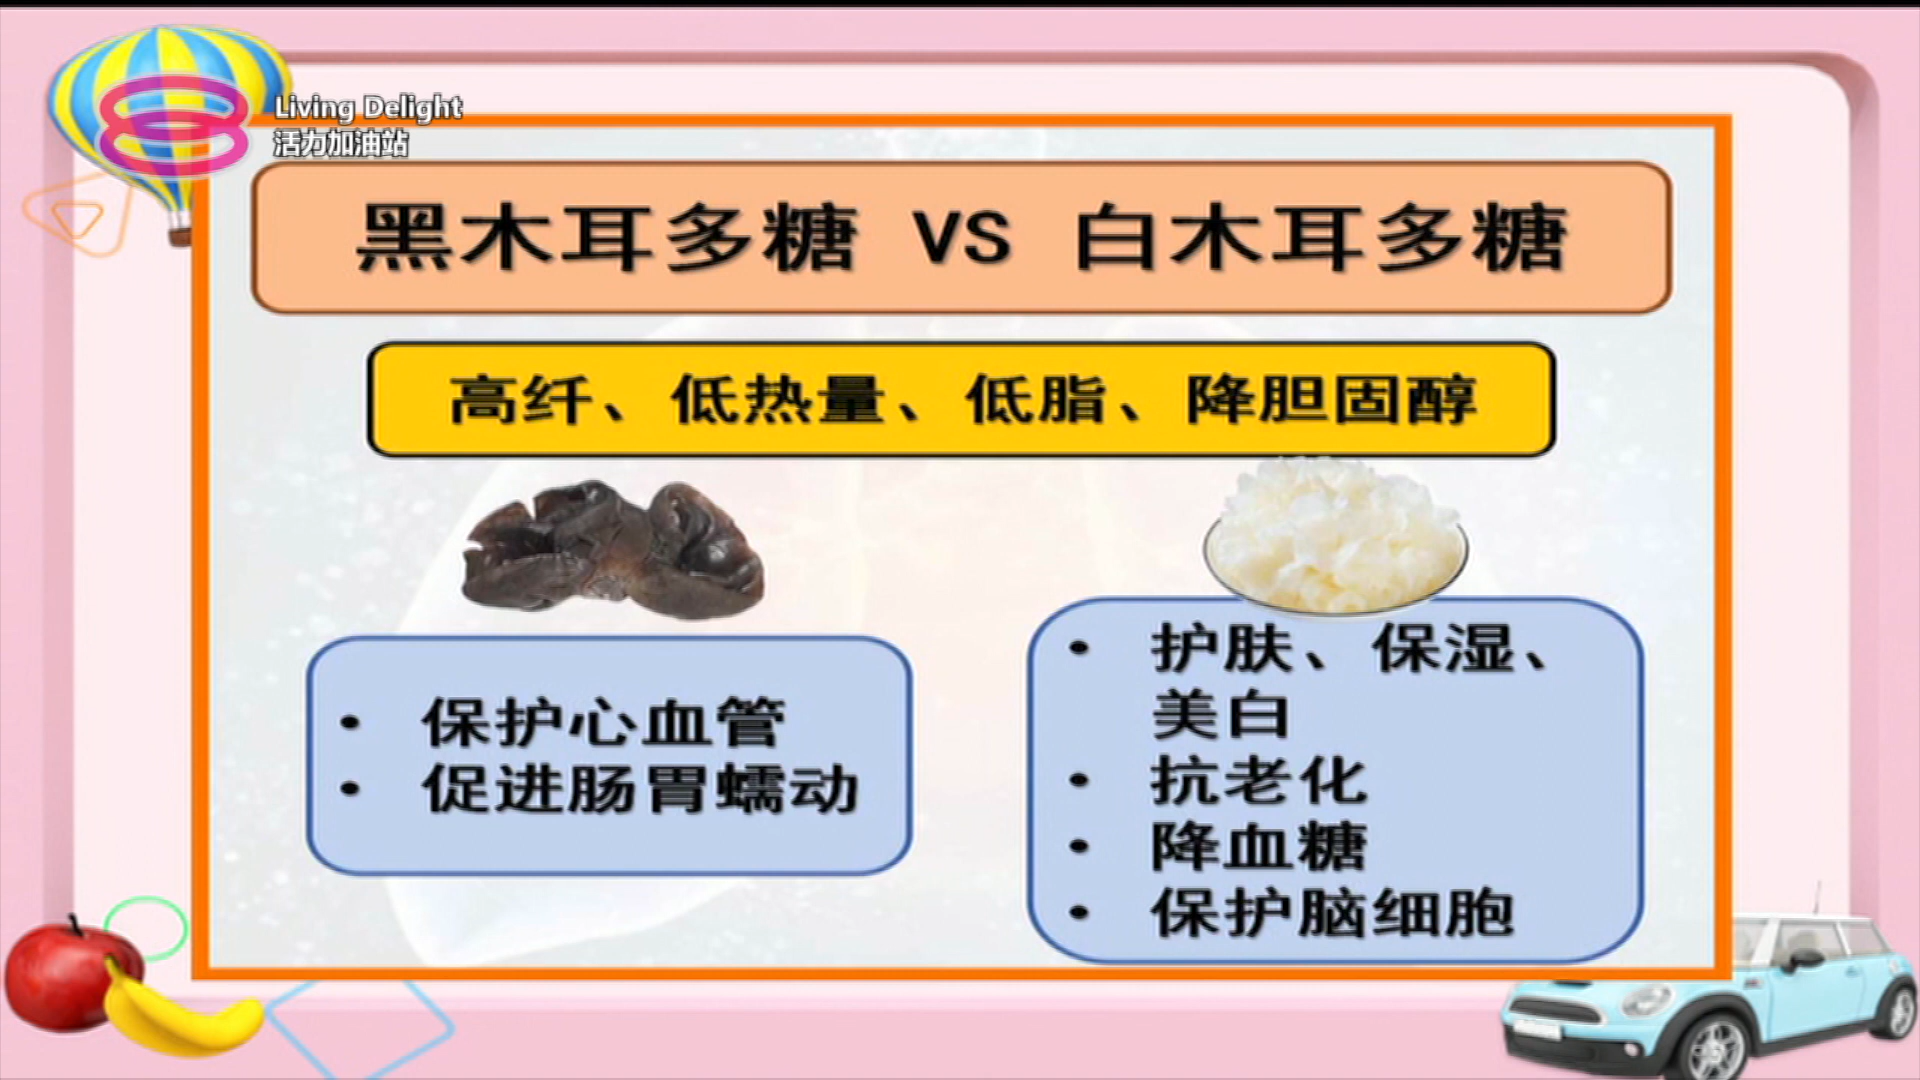 Living Delight
活力加油站
黑木耳多糖 VS 白木耳多糖
高纤、低热量、低脂、降胆固醇
• 保护心血管
• 促进肠胃蠕动
• 护肤、保湿、
美白
• 抗老化
• 降血糖
• 保护脑细胞